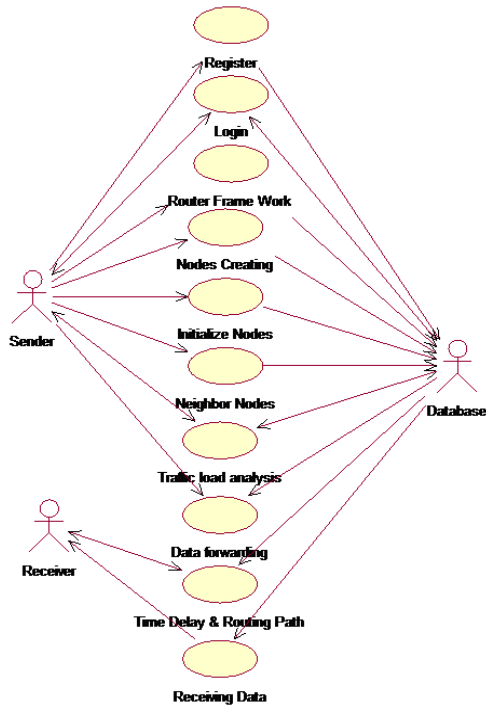 Register
Login
Router Frame Work
Nodes Creating
Initialize Nodes
Sender
Neighbor Nodes
Database
Traffic load analysis
Data forwarding
Receiver
Time Delay & Routing Path
Receiving Data